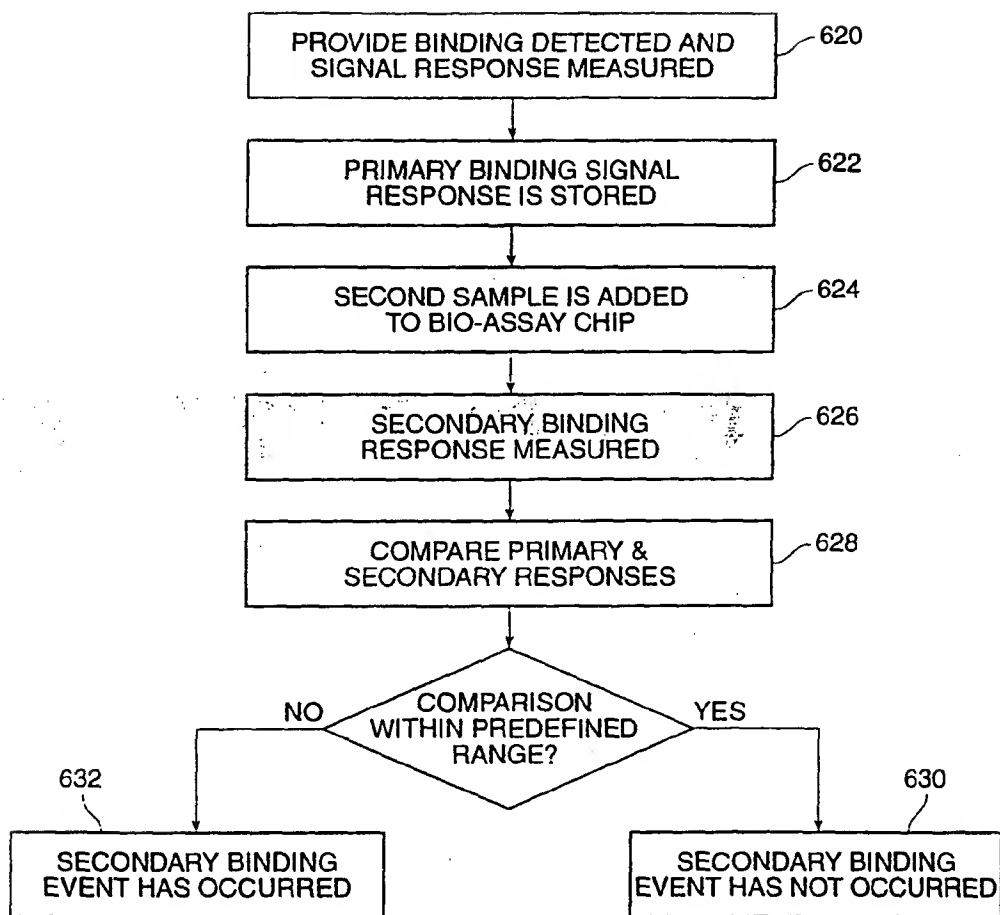 PROVIDE BINDING DETECTED AND
SIGNAL RESPONSE MEASURED
620
PRIMARY BINDING SIGNAL
RESPONSE IS STORED
622
SECOND SAMPLE IS ADDED
TO BIO-ASSAY CHIP
624
SECONDARY BINDING
RESPONSE MEASURED
626
COMPARE PRIMARY &
SECONDARY RESPONSES
628
COMPARISON
WITHIN PREDEFINED
RANGE?
NO
YES
632
SECONDARY BINDING
EVENT HAS OCCURRED
630
SECONDARY BINDING
EVENT HAS NOT OCCURRED